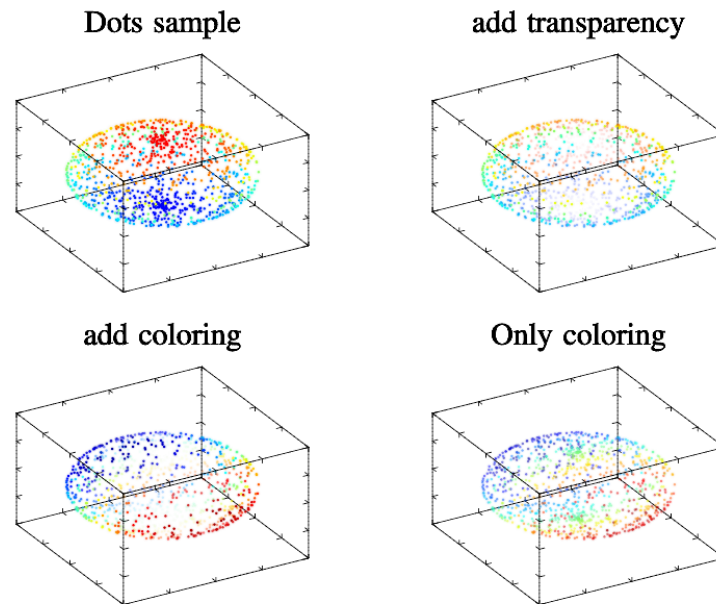 Dots sample
add transparency
add coloring
Only coloring